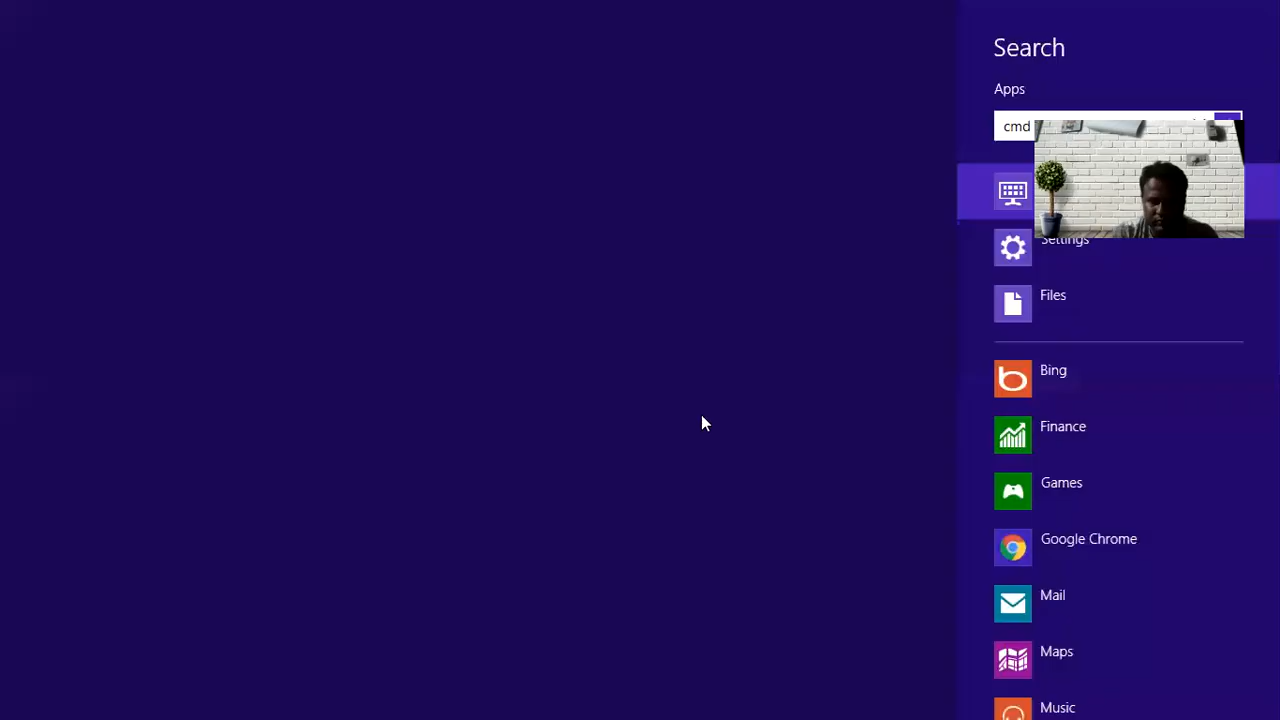 Search
Apps
cmd
Settings
Files
Bing
Finance
Games
Google Chrome
Mail
Maps
Music